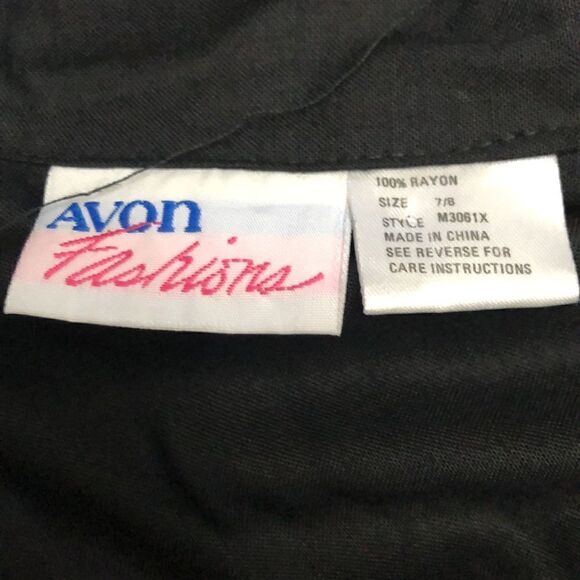 AVON
Fashions
100% RAYON
SIZE 7/8
STYLE M3061X
MADE IN CHINA
SEE REVERSE FOR
CARE INSTRUCTIONS